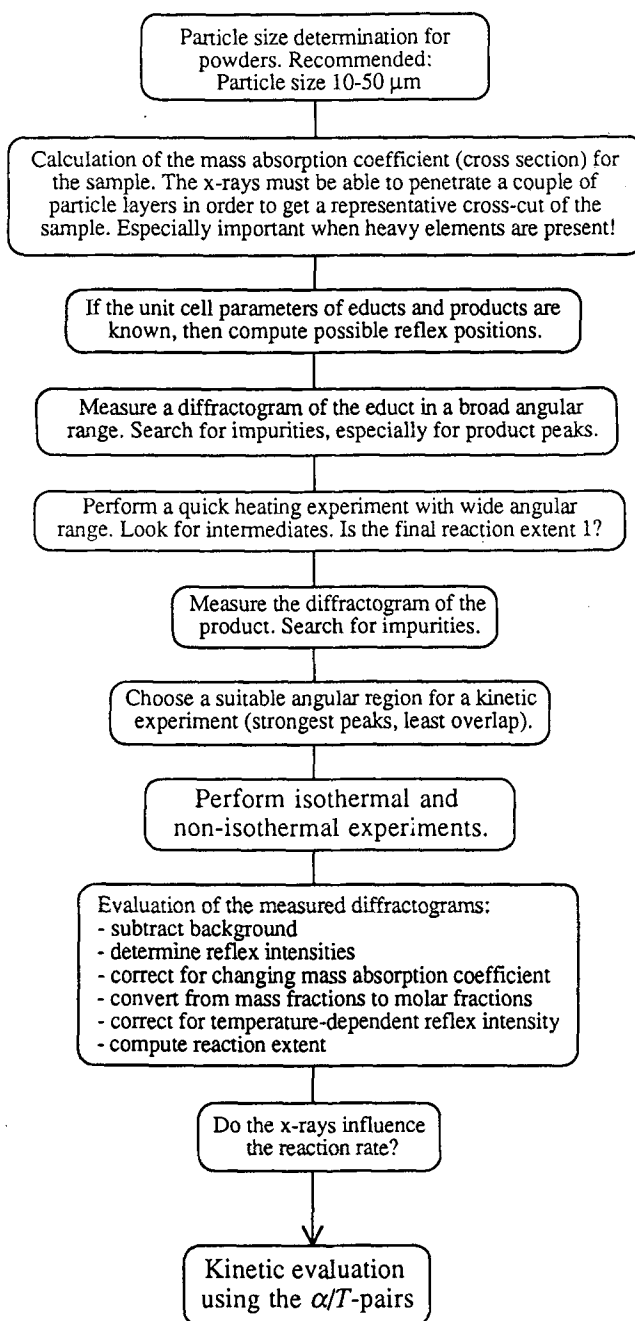 Particle size determination for
powders. Recommended:
Particle size 10-50 μm
Calculation of the mass absorption coefficient (cross section) for
the sample. The x-rays must be able to penetrate a couple of
particle layers in order to get a representative cross-cut of the
sample. Especially important when heavy elements are present!
If the unit cell parameters of educts and products are
known, then compute possible reflex positions.
Measure a diffractogram of the educt in a broad angular
range. Search for impurities, especially for product peaks.
Perform a quick heating experiment with wide angular
range. Look for intermediates. Is the final reaction extent 1?
Measure the diffractogram of the
product. Search for impurities.
Choose a suitable angular region for a kinetic
experiment (strongest peaks, least overlap).
Perform isothermal and
non-isothermal experiments.
Evaluation of the measured diffractograms:
- subtract background
- determine reflex intensities
- correct for changing mass absorption coefficient
- convert from mass fractions to molar fractions
- correct for temperature-dependent reflex intensity
- compute reaction extent
Do the x-rays influence
the reaction rate?
Kinetic evaluation
using the α/T-pairs